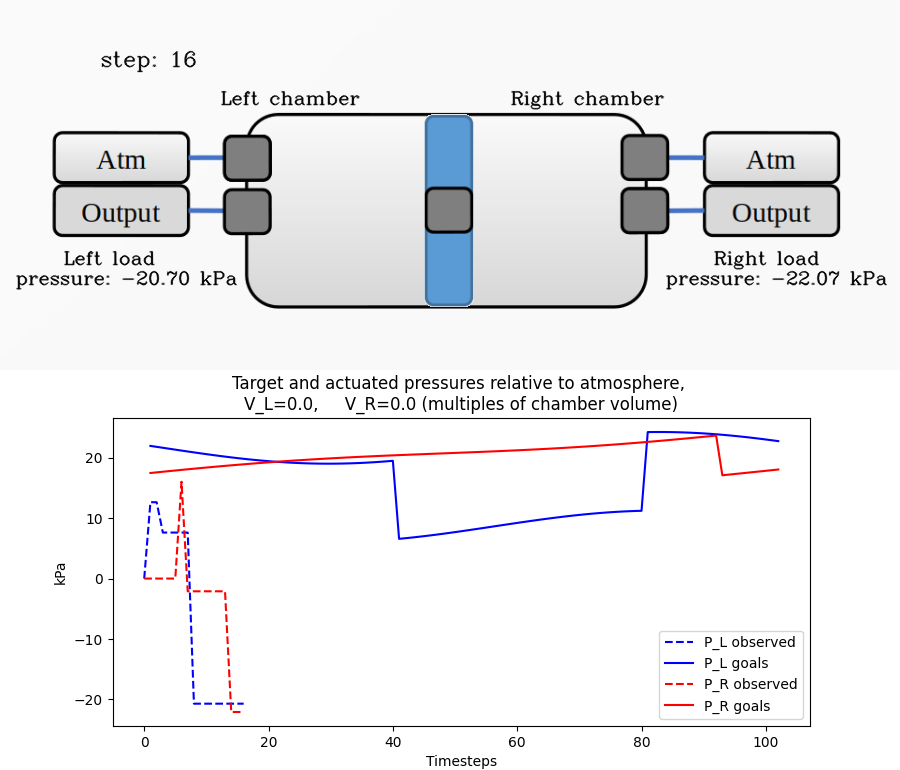 step: 16
Left chamber
Right chamber
Atm
Atm
Output
Output
Left load
pressure: −20.70 kPa
Right load
pressure: −22.07 kPa
Target and actuated pressures relative to atmosphere,
V_L=0.0, V_R=0.0 (multiples of chamber volume)
kPa
20
10
0
−10
−20
P_L observed
P_L goals
P_R observed
P_R goals
0 20 40 60 80 100
Timesteps